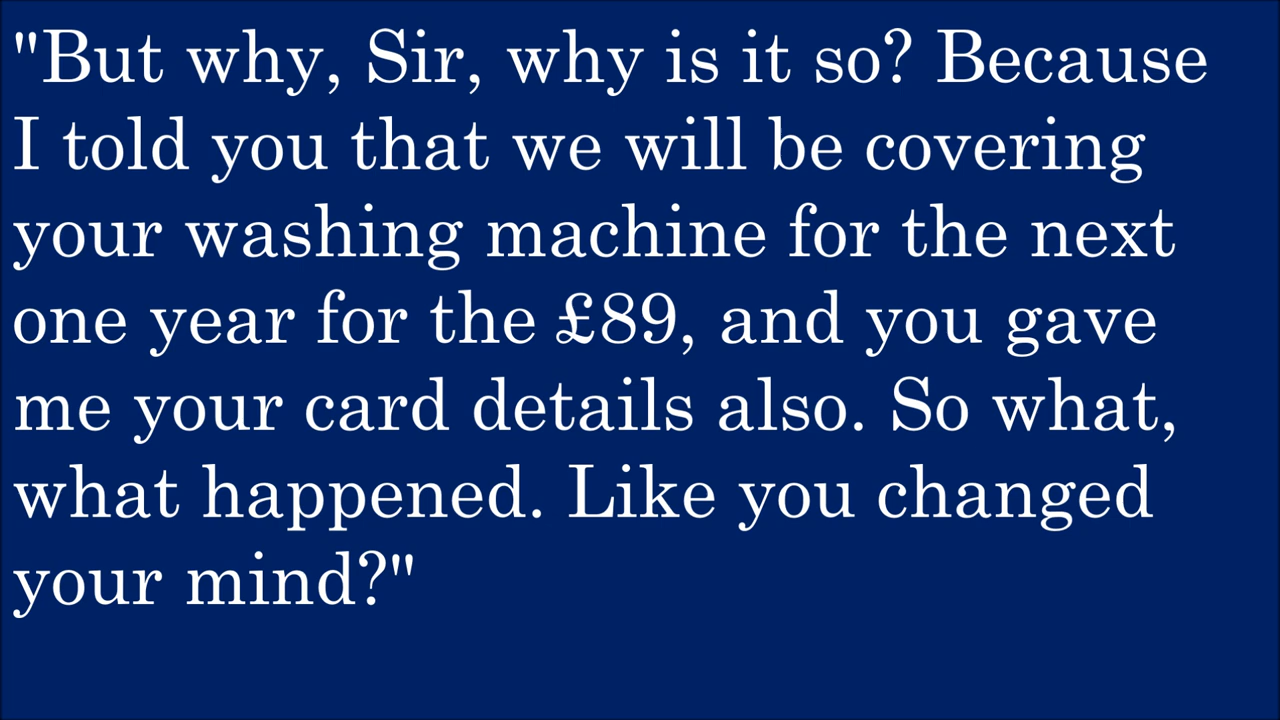 "But why, Sir, why is it so? Because
I told you that we will be covering
your washing machine for the next
one year for the £89, and you gave
me your card details also. So what,
what happened. Like you changed
your mind?"